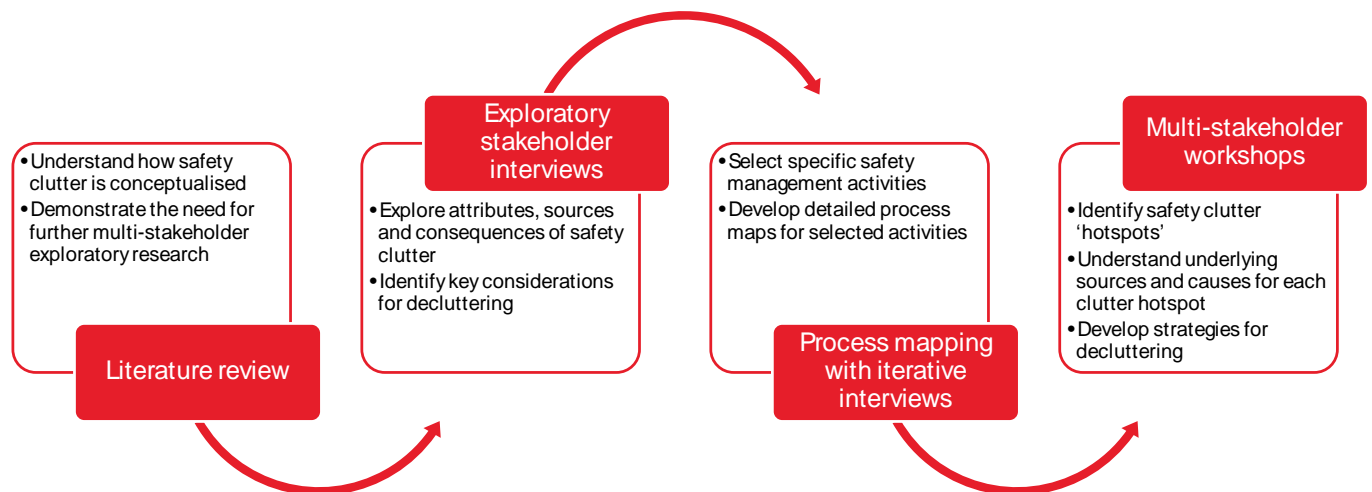 •Understand how safety
clutter is conceptualised
•Demonstrate the need for
further multi-stakeholder
exploratory research
Literature review
Exploratory
stakeholder
interviews
•Explore attributes, sources
and consequences of safety
clutter
•Identify key considerations
for decluttering
•Select specific safety
management activities
•Develop detailed process
maps for selected activities
Process mapping
with iterative
interviews
Multi-stakeholder
workshops
•Identify safety clutter
‘hotspots’
•Understand underlying
sources and causes for each
clutter hotspot
•Develop strategies for
decluttering